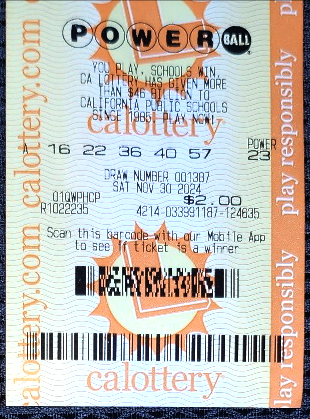 POWERBALL
YOU PLAY, SCHOOLS WIN.
CA LOTTERY HAS GIVEN MORE
THAN $46 BILLION TO
CALIFORNIA PUBLIC SCHOOLS
SINCE 1985! PLAY NOW!
calottery
POWER
A 16 22 36 40 57 23
DRAW NUMBER 001387
SAT NOV 30 2024
01QWPHCP $2.00
R1022235 4214-033991187-124635
Scan this barcode with our Mobile App
to see if ticket is a winner
calottery
calottery.com calottery.com
play responsibly
play responsibly